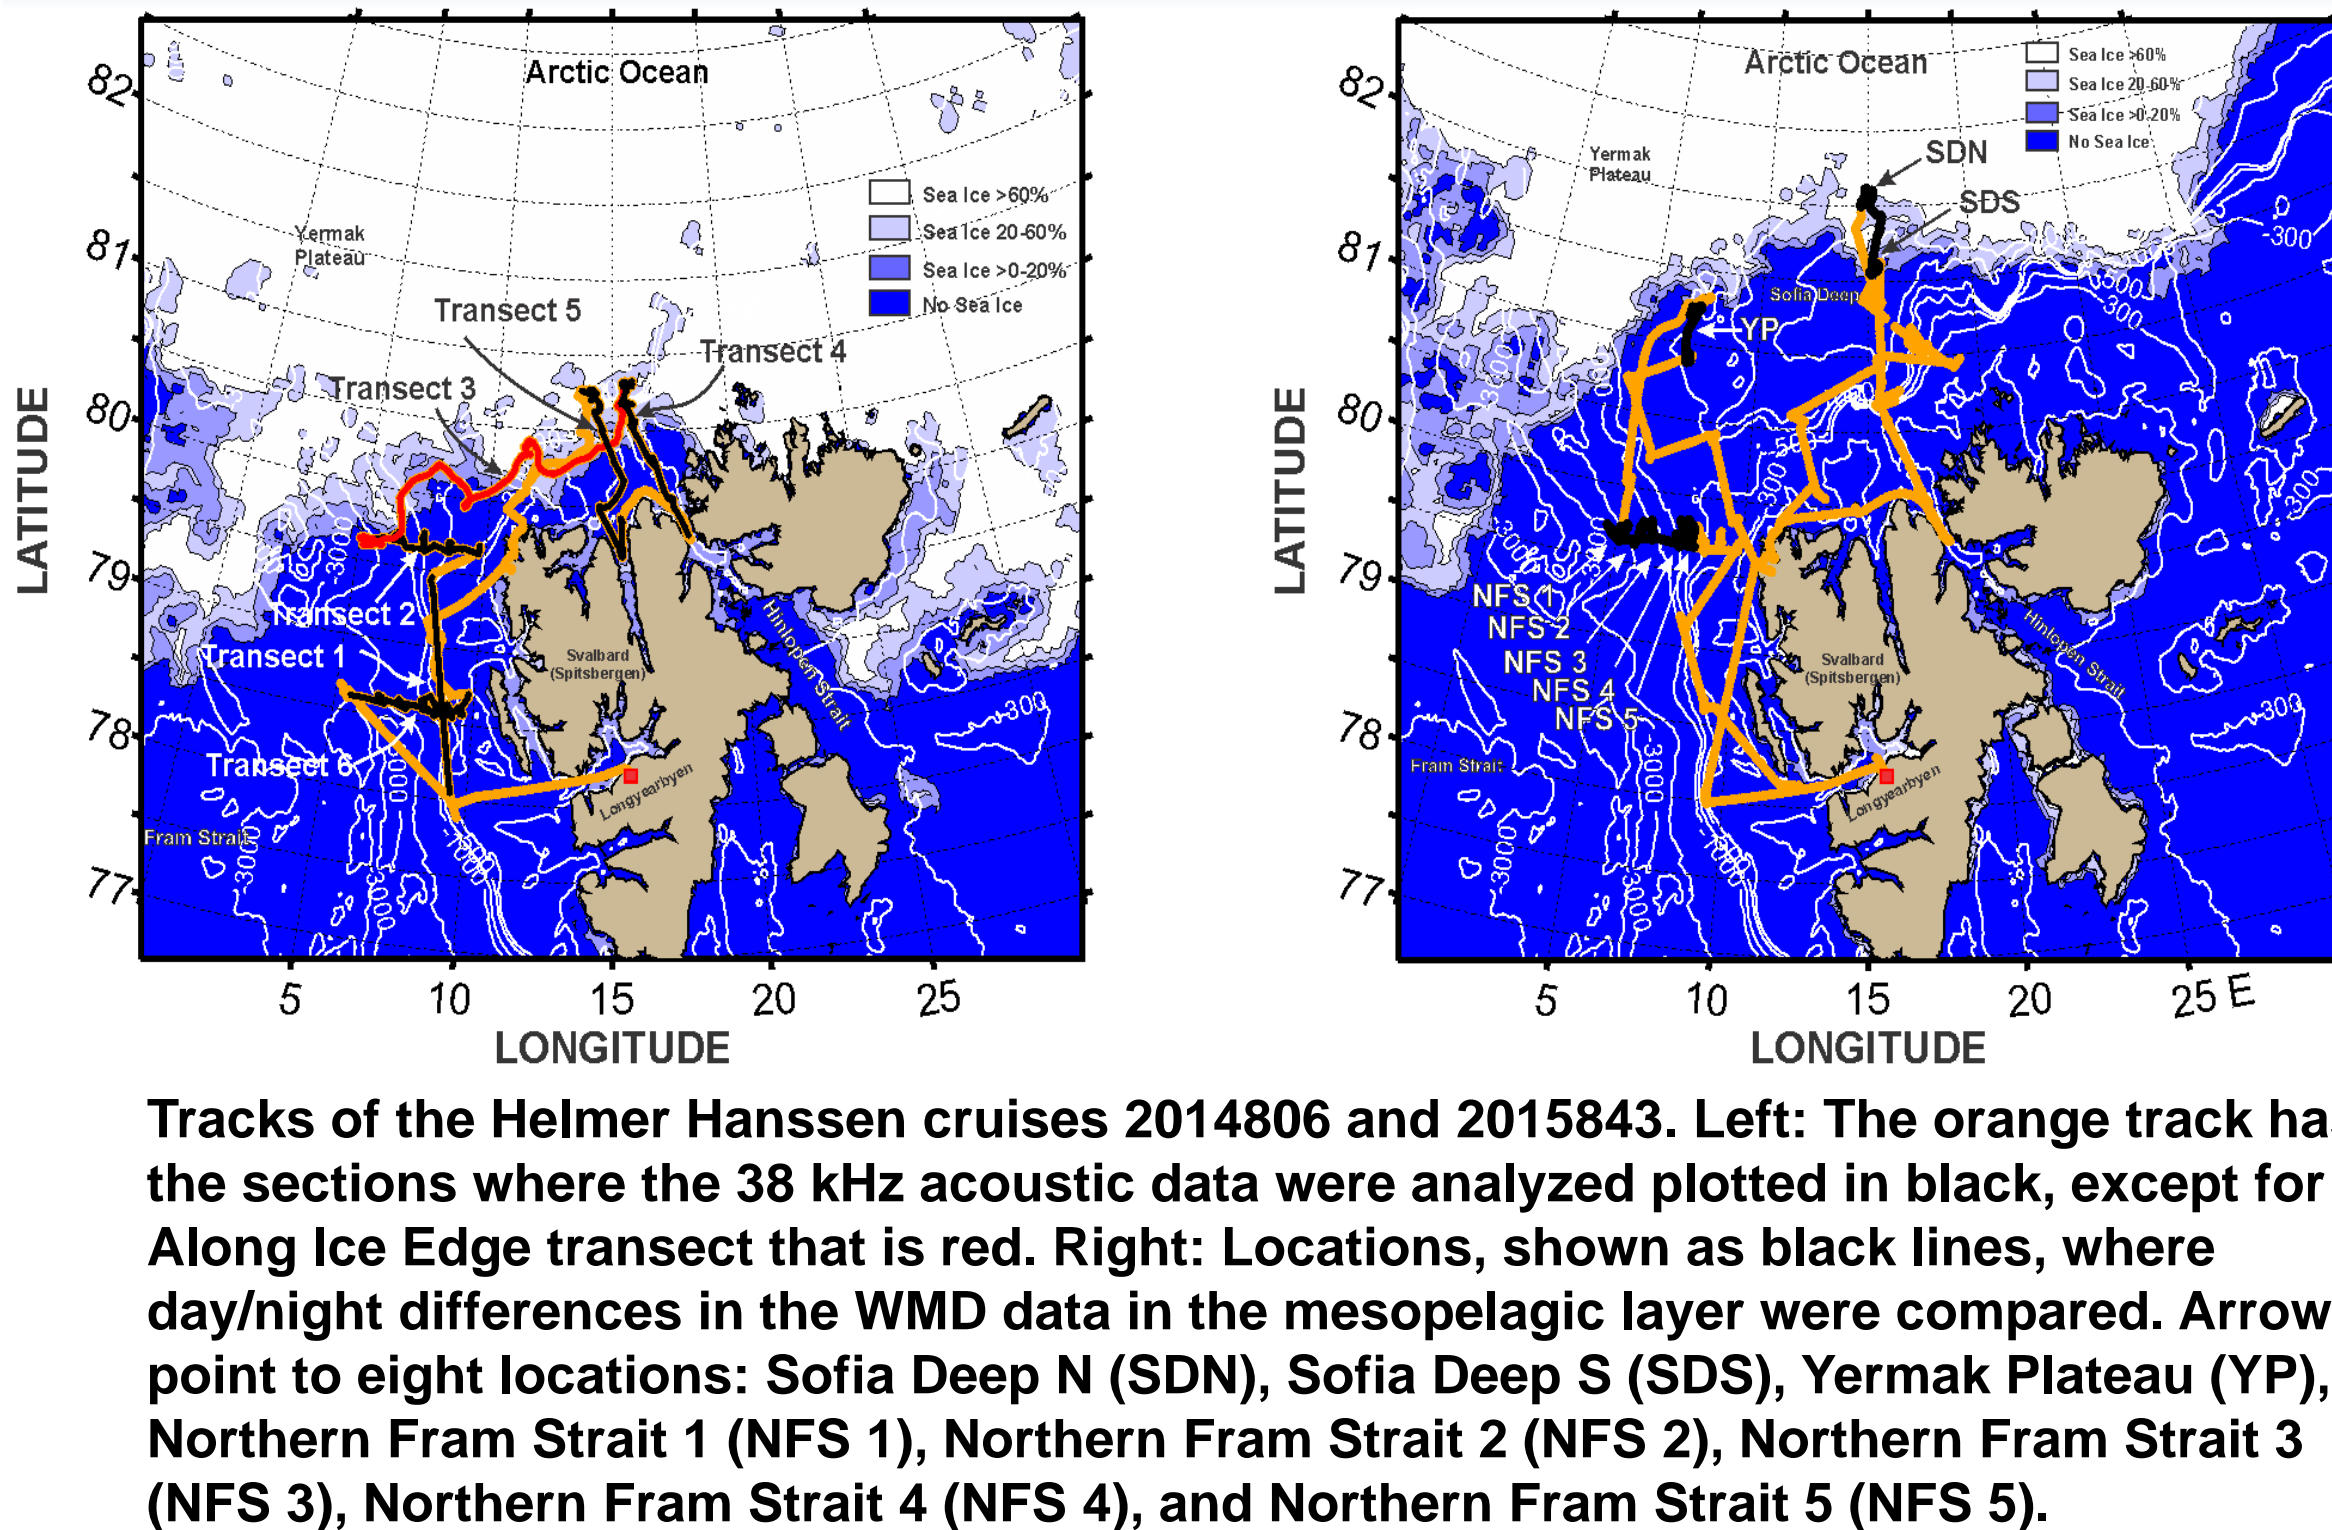 Arctic Ocean
82
Sea Ice >60%
Sea Ice 20-60%
Sea Ice >0-20%
No Sea Ice
Yermak
Plateau
81
Transect 5
Transect 4
Transect 3
80
79
-3000
Transect 2
Transect 1
Hinlopen Strait
Svalbard
(Spitsbergen)
-300
78
Transect 6
Longyearbyen
Fram Strait
-3000
-3000
77
LATITUDE
5
10
15
20
25
LONGITUDE
Arctic Ocean
Sea Ice >60%
Sea Ice 20-60%
Sea Ice >0-20%
No Sea Ice
82
Yermak
Plateau
SDN
SDS
-300
81
Sofia Deep
-300
YP
80
-300
79
NFS 1
NFS 2
NFS 3
NFS 4
NFS 5
Hinlopen Strait
Svalbard
(Spitsbergen)
-300
78
-3000
Fram Strait
Longyearbyen
-3000
-3000
77
LATITUDE
5
10
15
20
25 E
LONGITUDE
Tracks of the Helmer Hanssen cruises 2014806 and 2015843. Left: The orange track has
the sections where the 38 kHz acoustic data were analyzed plotted in black, except for
Along Ice Edge transect that is red. Right: Locations, shown as black lines, where
day/night differences in the WMD data in the mesopelagic layer were compared. Arrow
point to eight locations: Sofia Deep N (SDN), Sofia Deep S (SDS), Yermak Plateau (YP),
Northern Fram Strait 1 (NFS 1), Northern Fram Strait 2 (NFS 2), Northern Fram Strait 3
(NFS 3), Northern Fram Strait 4 (NFS 4), and Northern Fram Strait 5 (NFS 5).